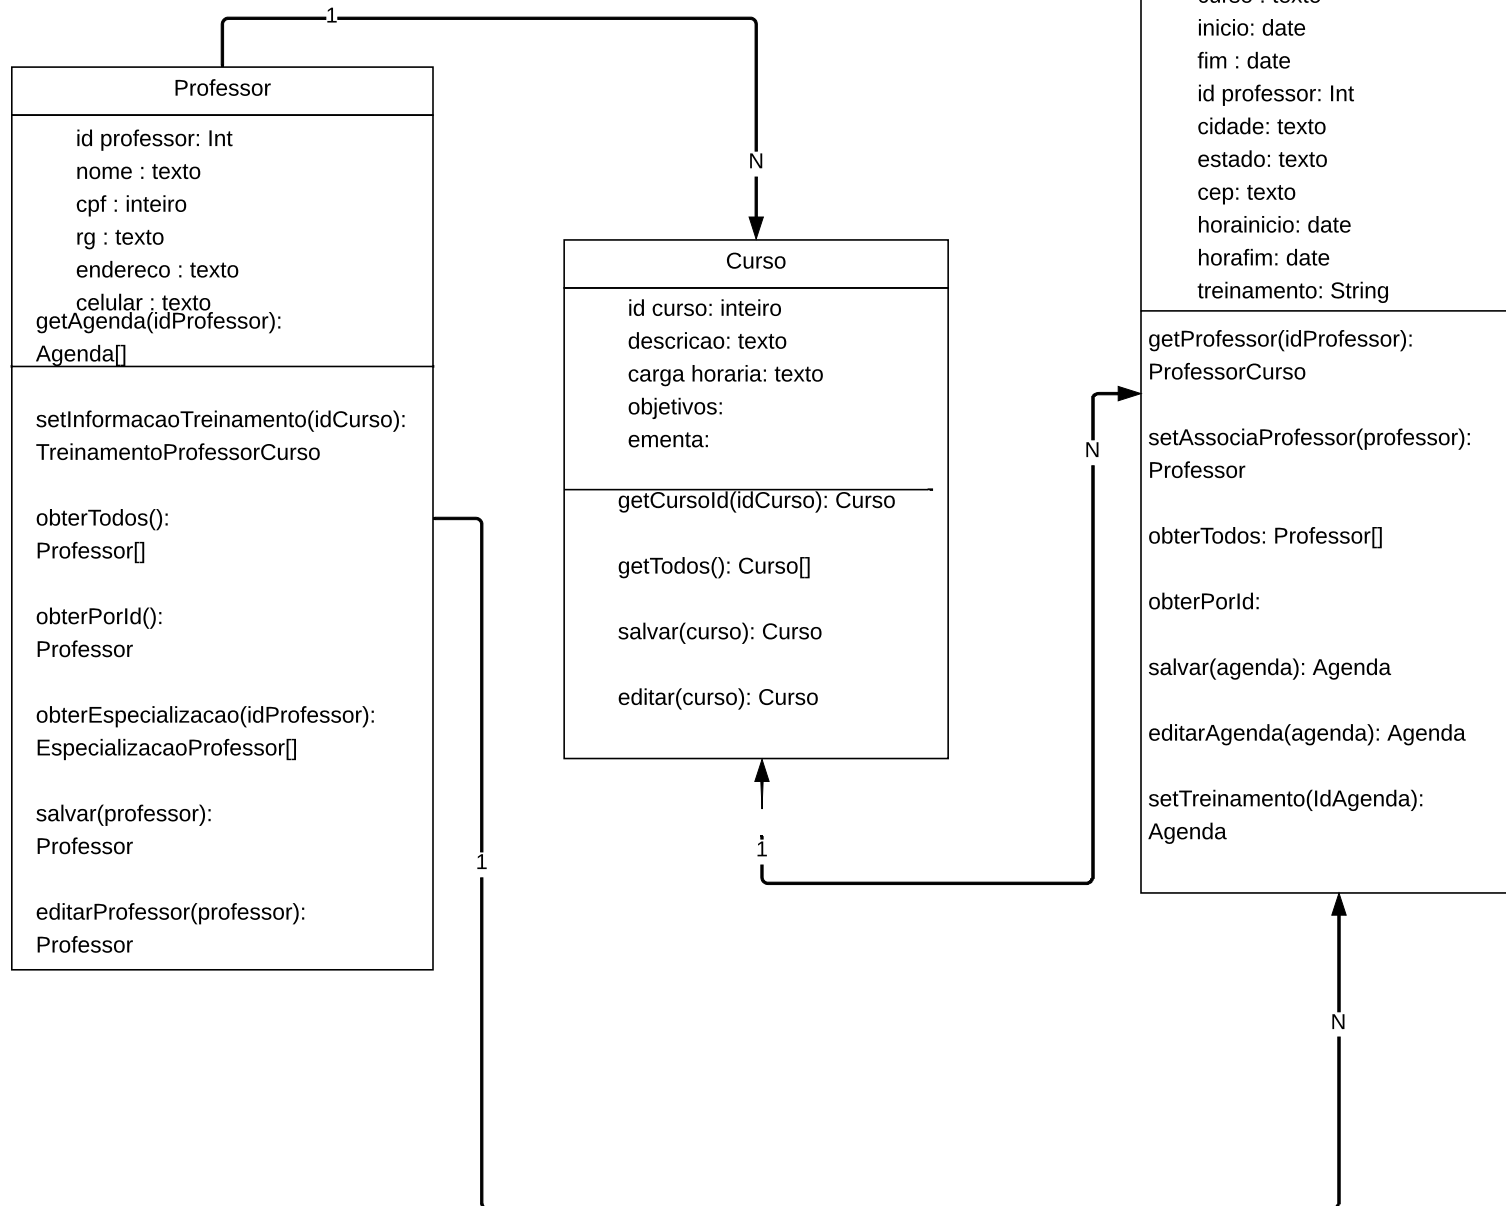 1
Professor
id professor: Int
nome : texto
cpf : inteiro
rg : texto
endereco : texto
celular : texto
getAgenda(idProfessor):
Agenda[]
setInformacaoTreinamento(idCurso):
TreinamentoProfessorCurso
obterTodos():
Professor[]
obterPorId():
Professor
obterEspecializacao(idProfessor):
EspecializacaoProfessor[]
salvar(professor):
Professor
editarProfessor(professor):
Professor
1
N
Curso
id curso: inteiro
descricao: texto
carga horaria: texto
objetivos:
ementa:
getCursoId(idCurso): Curso
getTodos(): Curso[]
salvar(curso): Curso
editar(curso): Curso
1
N
curso : texto
inicio: date
fim : date
id professor: Int
cidade: texto
estado: texto
cep: texto
horainicio: date
horafim: date
treinamento: String
getProfessor(idProfessor):
ProfessorCurso
setAssociaProfessor(professor):
Professor
obterTodos: Professor[]
obterPorId:
salvar(agenda): Agenda
editarAgenda(agenda): Agenda
setTreinamento(IdAgenda):
Agenda
N